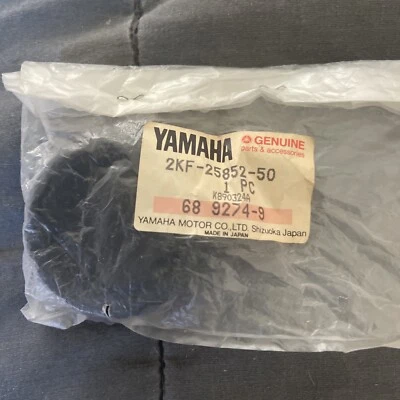 YAMAHA
GENUINE
parts & accessories
2KF-25852-50
1 PC
K890324A
68 9274-9
YAMAHA MOTOR CO.,LTD. Shizuoka Japan
MADE IN JAPAN